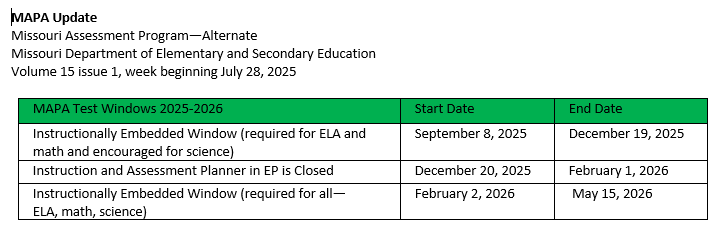 MAPA Update
Missouri Assessment Program—Alternate
Missouri Department of Elementary and Secondary Education
Volume 15 issue 1, week beginning July 28, 2025
MAPA Test Windows 2025-2026 Start Date End Date
Instructionally Embedded Window (required for ELA and September 8, 2025 December 19, 2025
math and encouraged for science)
Instruction and Assessment Planner in EP is Closed December 20, 2025 February 1, 2026
Instructionally Embedded Window (required for all— February 2, 2026 May 15, 2026
ELA, math, science)